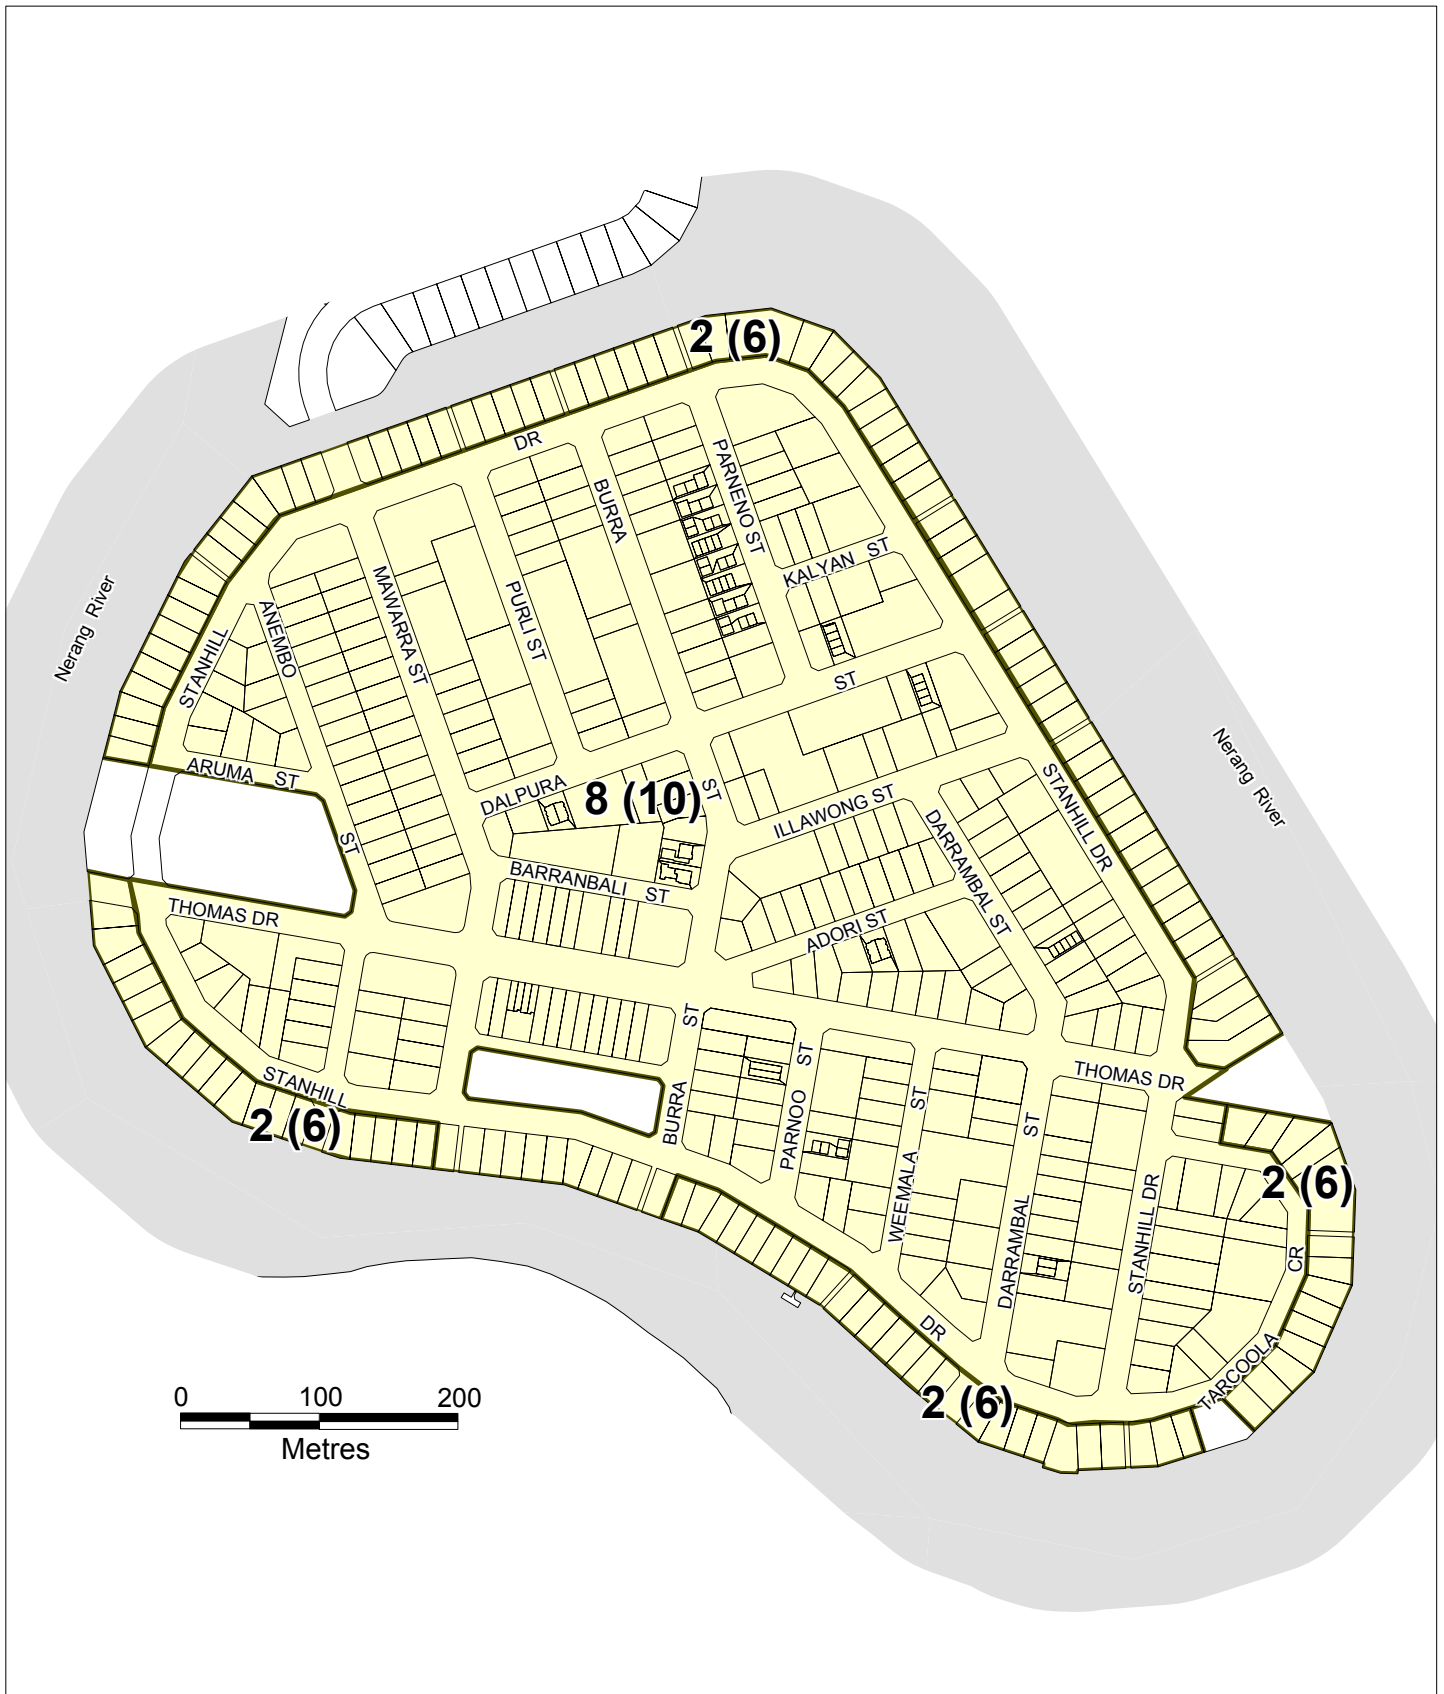 2 (6)
DR
PARNENO ST
BURRA
KALYAN ST
MAWARRA ST
PURLI ST
ANEMBO
STANHILL
Nerang River
ST
ARUMA ST
DALPURA
8 (10)
ST
ILLAWONG ST
STANHILL DR
Nerang River
DARRAMBAL ST
ST
BARRANBALI ST
THOMAS DR
ADORI ST
ST
ST
THOMAS DR
STANHILL
2 (6)
BURRA
PARNOO
ST
ST
WEEMALA
DARRAMBAL
STANHILL DR
2 (6)
CR
TARCOOLA
DR
2 (6)
0 100 200
Metres